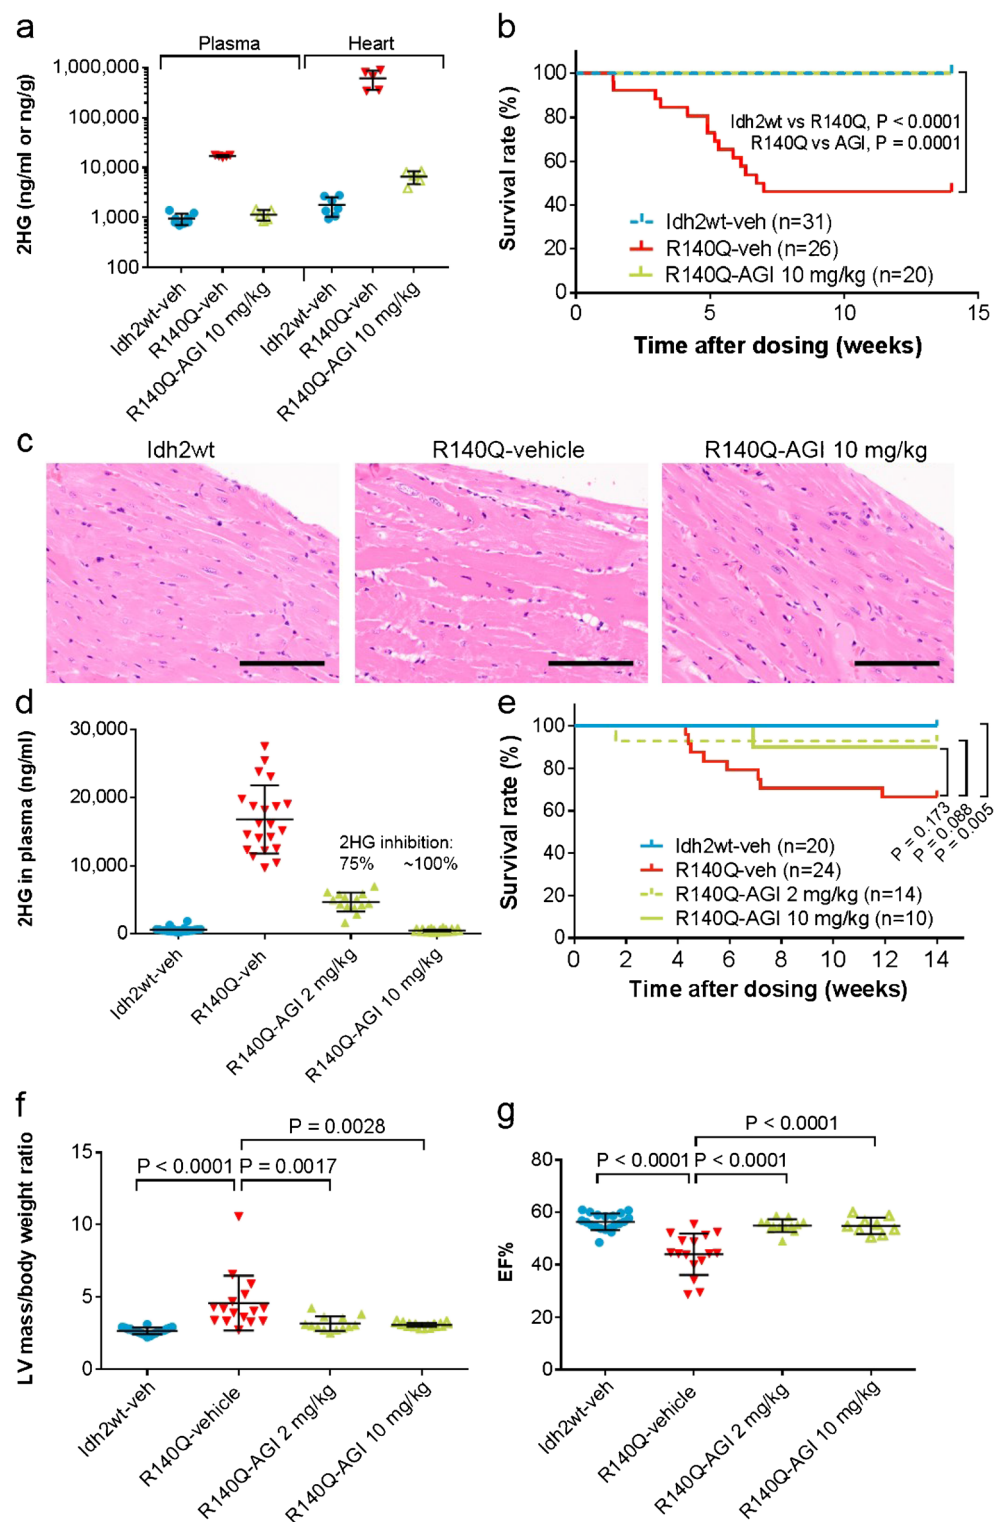 a
Plasma
Heart
2HG (ng/ml or ng/g)
1,000,000
100,000
10,000
1,000
100
Idh2wt-veh
R140Q-veh
R140Q-AGI 10 mg/kg
Idh2wt-veh
R140Q-veh
R140Q-AGI 10 mg/kg
b
Survival rate (%)
100
80
60
40
20
0
Idh2wt vs R140Q, P < 0.0001
R140Q vs AGI, P = 0.0001
Idh2wt-veh (n=31)
R140Q-veh (n=26)
R140Q-AGI 10 mg/kg (n=20)
0 5 10 15
Time after dosing (weeks)
c
Idh2wt
R140Q-vehicle
R140Q-AGI 10 mg/kg
d
2HG in plasma (ng/ml)
30,000
20,000
10,000
0
2HG inhibition:
75% ~100%
Idh2wt-veh
R140Q-veh
R140Q-AGI 2 mg/kg
R140Q-AGI 10 mg/kg
e
Survival rate (%)
100
80
60
40
20
0
P = 0.173
P = 0.088
P = 0.005
Idh2wt-veh (n=20)
R140Q-veh (n=24)
R140Q-AGI 2 mg/kg (n=14)
R140Q-AGI 10 mg/kg (n=10)
0 2 4 6 8 10 12 14
Time after dosing (weeks)
f
LV mass/body weight ratio
15
10
5
0
P = 0.0028
P < 0.0001
P = 0.0017
Idh2wt-veh
R140Q-vehicle
R140Q-AGI 2 mg/kg
R140Q-AGI 10 mg/kg
g
EF%
80
60
40
20
0
P < 0.0001
P < 0.0001
P < 0.0001
Idh2wt-veh
R140Q-vehicle
R140Q-AGI 2 mg/kg
R140Q-AGI 10 mg/kg